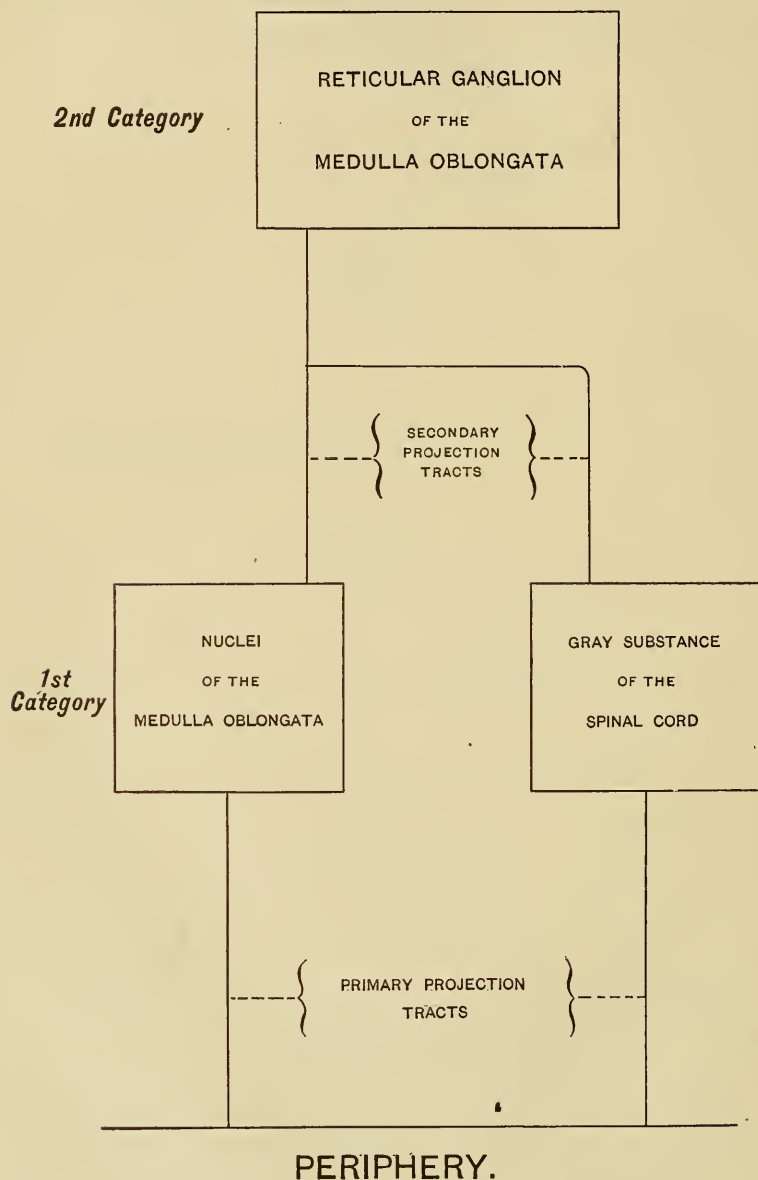 RETICULAR GANGLION
OF THE
MEDULLA OBLONGATA
2nd Category
SECONDARY
PROJECTION
TRACTS
1st
Category
NUCLEI
OF THE
MEDULLA OBLONGATA
GRAY SUBSTANCE
OF THE
SPINAL CORD
PRIMARY PROJECTION
TRACTS
PERIPHERY.